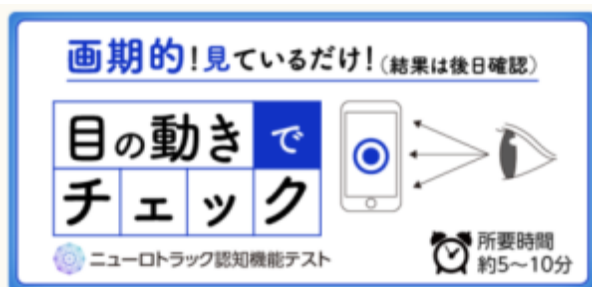 画期的!見ているだけ!(結果は後日確認)
目の動きで
チェック
ニューロトラック認知機能テスト
所要時間
約5〜10分